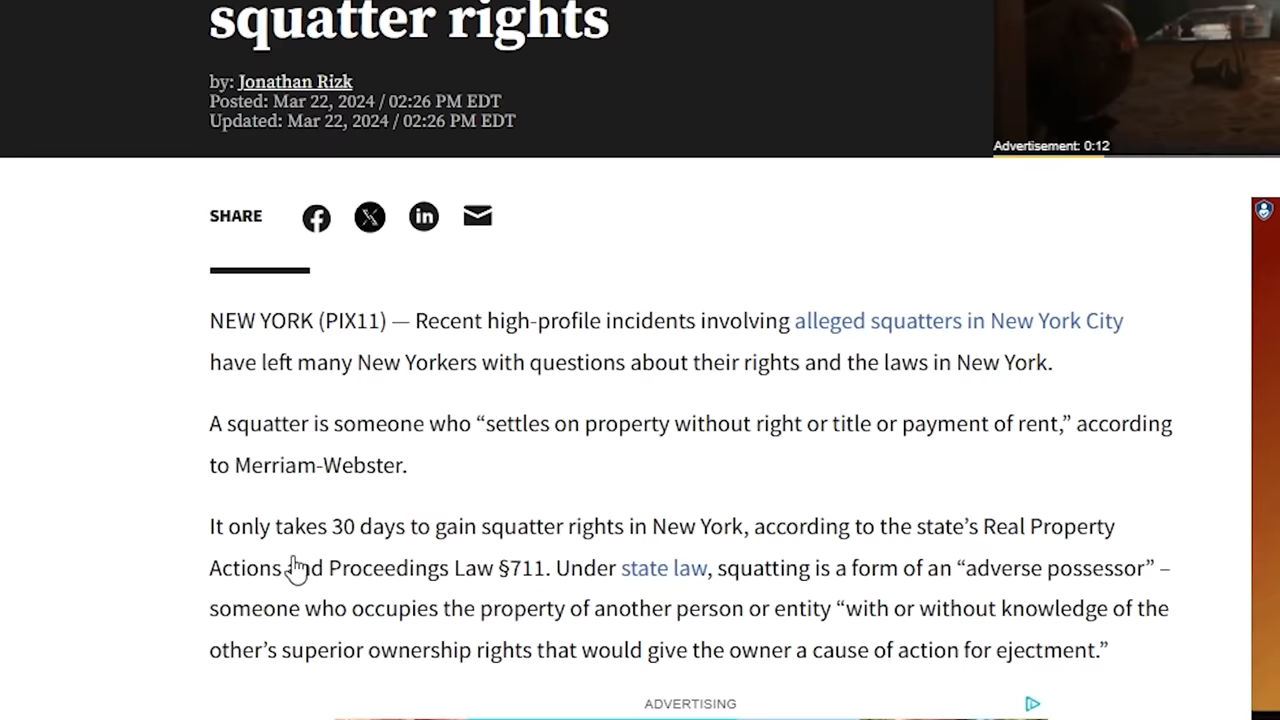 squatter rights
by: Jonathan Rizk
Posted: Mar 22, 2024 / 02:26 PM EDT
Updated: Mar 22, 2024 / 02:26 PM EDT
Advertisement: 0:12
SHARE
NEW YORK (PIX11) — Recent high-profile incidents involving alleged squatters in New York City
have left many New Yorkers with questions about their rights and the laws in New York.
A squatter is someone who “settles on property without right or title or payment of rent,” according
to Merriam-Webster.
It only takes 30 days to gain squatter rights in New York, according to the state’s Real Property
Actions and Proceedings Law §711. Under state law, squatting is a form of an “adverse possessor” –
someone who occupies the property of another person or entity “with or without knowledge of the
other’s superior ownership rights that would give the owner a cause of action for ejectment.”
ADVERTISING